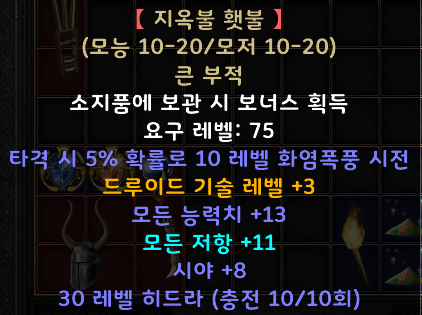 【 지옥불 횃불 】
(모능 10-20/모저 10-20)
큰 부적
소지품에 보관 시 보너스 획득
요구 레벨: 75
타격 시 5% 확률로 10 레벨 화염폭풍 시전
드루이드 기술 레벨 +3
모든 능력치 +13
모든 저항 +11
시야 +8
30 레벨 히드라 (충전 10/10회)